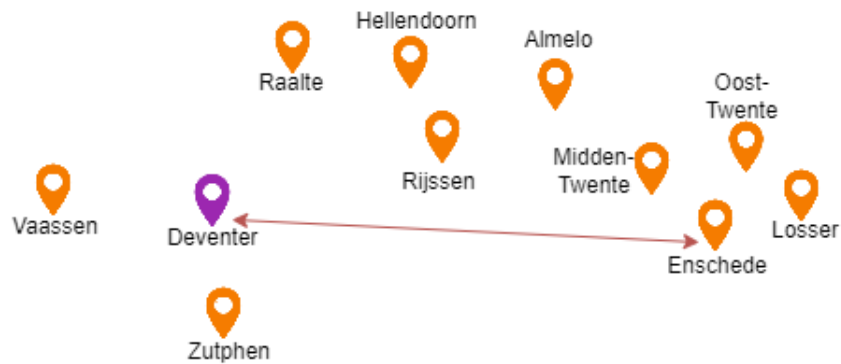 Hellendoorn
Almelo
Raalte
Oost-
Twente
Midden-
Twente
Rijssen
Vaassen
Deventer
Losser
Enschede
Zutphen